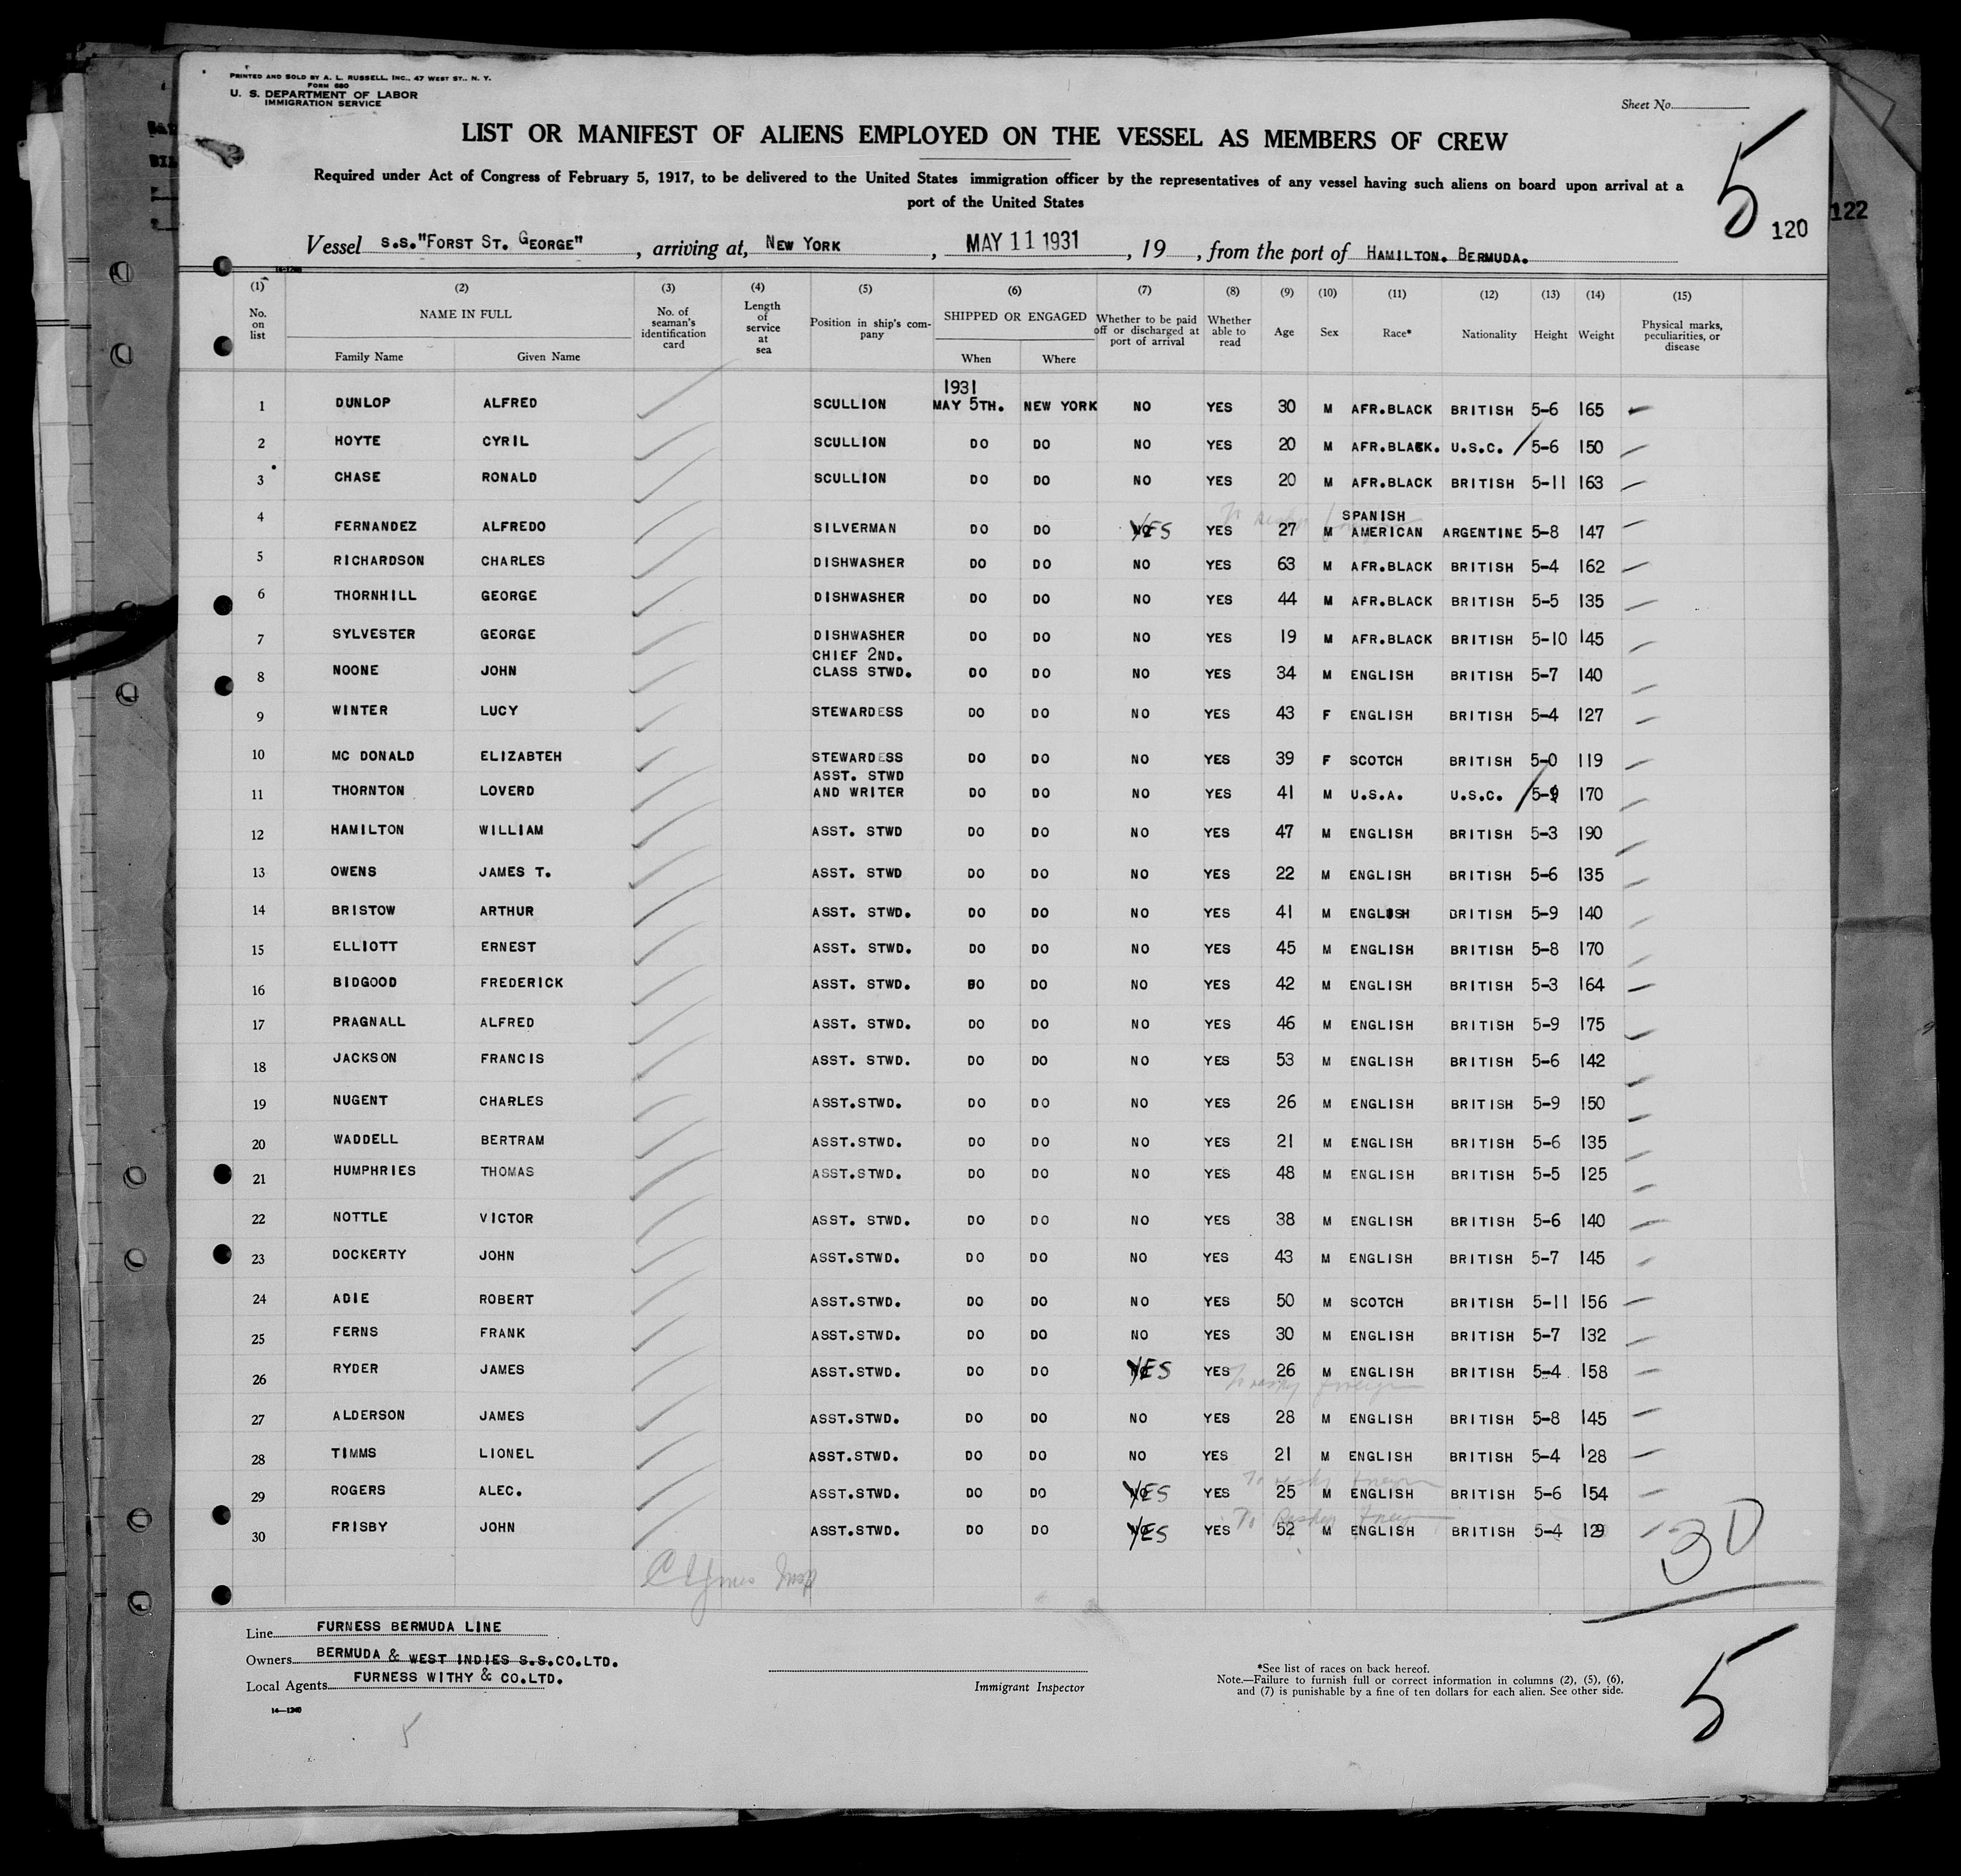 PRINTED AND SOLD BY A. L. RUSSELL, INC., 47 WEST ST., N. Y.
FORM 680
U. S. DEPARTMENT OF LABOR
IMMIGRATION SERVICE
Sheet No.
LIST OR MANIFEST OF ALIENS EMPLOYED ON THE VESSEL AS MEMBERS OF CREW
Required under Act of Congress of February 5, 1917, to be delivered to the United States immigration officer by the representatives of any vessel having such aliens on board upon arrival at a
port of the United States
5
120
122
Vessel S.S."FORST ST. GEORGE", arriving at, NEW YORK, MAY 11 1931, 19, from the port of HAMILTON. BERMUDA.
(1) No. on list (2) NAME IN FULL Family Name Given Name (3) No. of seaman's identification card (4) Length of service at sea (5) Position in ship's company (6) SHIPPED OR ENGAGED When Where (7) Whether to be paid off or discharged at port of arrival (8) Whether able to read (9) Age (10) Sex (11) Race* (12) Nationality (13) Height (14) Weight (15) Physical marks, peculiarities, or disease
1931
1 DUNLOP ALFRED SCULLION MAY 5TH. NEW YORK NO YES 30 M AFR.BLACK BRITISH 5-6 165
2 HOYTE CYRIL SCULLION DO DO NO YES 20 M AFR.BLACK. U.S.C. 5-6 150
3 CHASE RONALD SCULLION DO DO NO YES 20 M AFR.BLACK BRITISH 5-11 163
4 FERNANDEZ ALFREDO SILVERMAN DO DO YES YES 27 M SPANISH AMERICAN ARGENTINE 5-8 147
5 RICHARDSON CHARLES DISHWASHER DO DO NO YES 63 M AFR.BLACK BRITISH 5-4 162
6 THORNHILL GEORGE DISHWASHER DO DO NO YES 44 M AFR.BLACK BRITISH 5-5 135
7 SYLVESTER GEORGE DISHWASHER DO DO NO YES 19 M AFR.BLACK BRITISH 5-10 145
8 NOONE JOHN CHIEF 2ND. CLASS STWD. DO DO NO YES 34 M ENGLISH BRITISH 5-7 140
9 WINTER LUCY STEWARDESS DO DO NO YES 43 F ENGLISH BRITISH 5-4 127
10 MC DONALD ELIZABTEH STEWARDESS DO DO NO YES 39 F SCOTCH BRITISH 5-0 119
11 THORNTON LOVERD ASST. STWD AND WRITER DO DO NO YES 41 M U.S.A. U.S.C. 5-9 170
12 HAMILTON WILLIAM ASST. STWD DO DO NO YES 47 M ENGLISH BRITISH 5-3 190
13 OWENS JAMES T. ASST. STWD DO DO NO YES 22 M ENGLISH BRITISH 5-6 135
14 BRISTOW ARTHUR ASST. STWD. DO DO NO YES 41 M ENGLISH BRITISH 5-9 140
15 ELLIOTT ERNEST ASST. STWD. DO DO NO YES 45 M ENGLISH BRITISH 5-8 170
16 BIDGOOD FREDERICK ASST. STWD. DO DO NO YES 42 M ENGLISH BRITISH 5-3 164
17 PRAGNALL ALFRED ASST. STWD. DO DO NO YES 46 M ENGLISH BRITISH 5-9 175
18 JACKSON FRANCIS ASST. STWD. DO DO NO YES 53 M ENGLISH BRITISH 5-6 142
19 NUGENT CHARLES ASST.STWD. DO DO NO YES 26 M ENGLISH BRITISH 5-9 150
20 WADDELL BERTRAM ASST.STWD. DO DO NO YES 21 M ENGLISH BRITISH 5-6 135
21 HUMPHRIES THOMAS ASST.STWD. DO DO NO YES 48 M ENGLISH BRITISH 5-5 125
22 NOTTLE VICTOR ASST. STWD. DO DO NO YES 38 M ENGLISH BRITISH 5-6 140
23 DOCKERTY JOHN ASST.STWD. DO DO NO YES 43 M ENGLISH BRITISH 5-7 145
24 ADIE ROBERT ASST.STWD. DO DO NO YES 50 M SCOTCH BRITISH 5-11 156
25 FERNS FRANK ASST.STWD. DO DO NO YES 30 M ENGLISH BRITISH 5-7 132
26 RYDER JAMES ASST.STWD. DO DO YES YES 26 M ENGLISH BRITISH 5-4 158
27 ALDERSON JAMES ASST.STWD. DO DO NO YES 28 M ENGLISH BRITISH 5-8 145
28 TIMMS LIONEL ASST.STWD. DO DO NO YES 21 M ENGLISH BRITISH 5-4 128
29 ROGERS ALEC. ASST.STWD. DO DO YES YES 25 M ENGLISH BRITISH 5-6 154
30 FRISBY JOHN ASST.STWD. DO DO YES YES 52 M ENGLISH BRITISH 5-4 129
30
Line FURNESS BERMUDA LINE
Owners BERMUDA & WEST INDIES S.S.CO.LTD.
Local Agents FURNESS WITHY & CO.LTD.
Immigrant Inspector
*See list of races on back hereof.
Note.—Failure to furnish full or correct information in columns (2), (5), (6),
and (7) is punishable by a fine of ten dollars for each alien. See other side.
14—1240
5
5